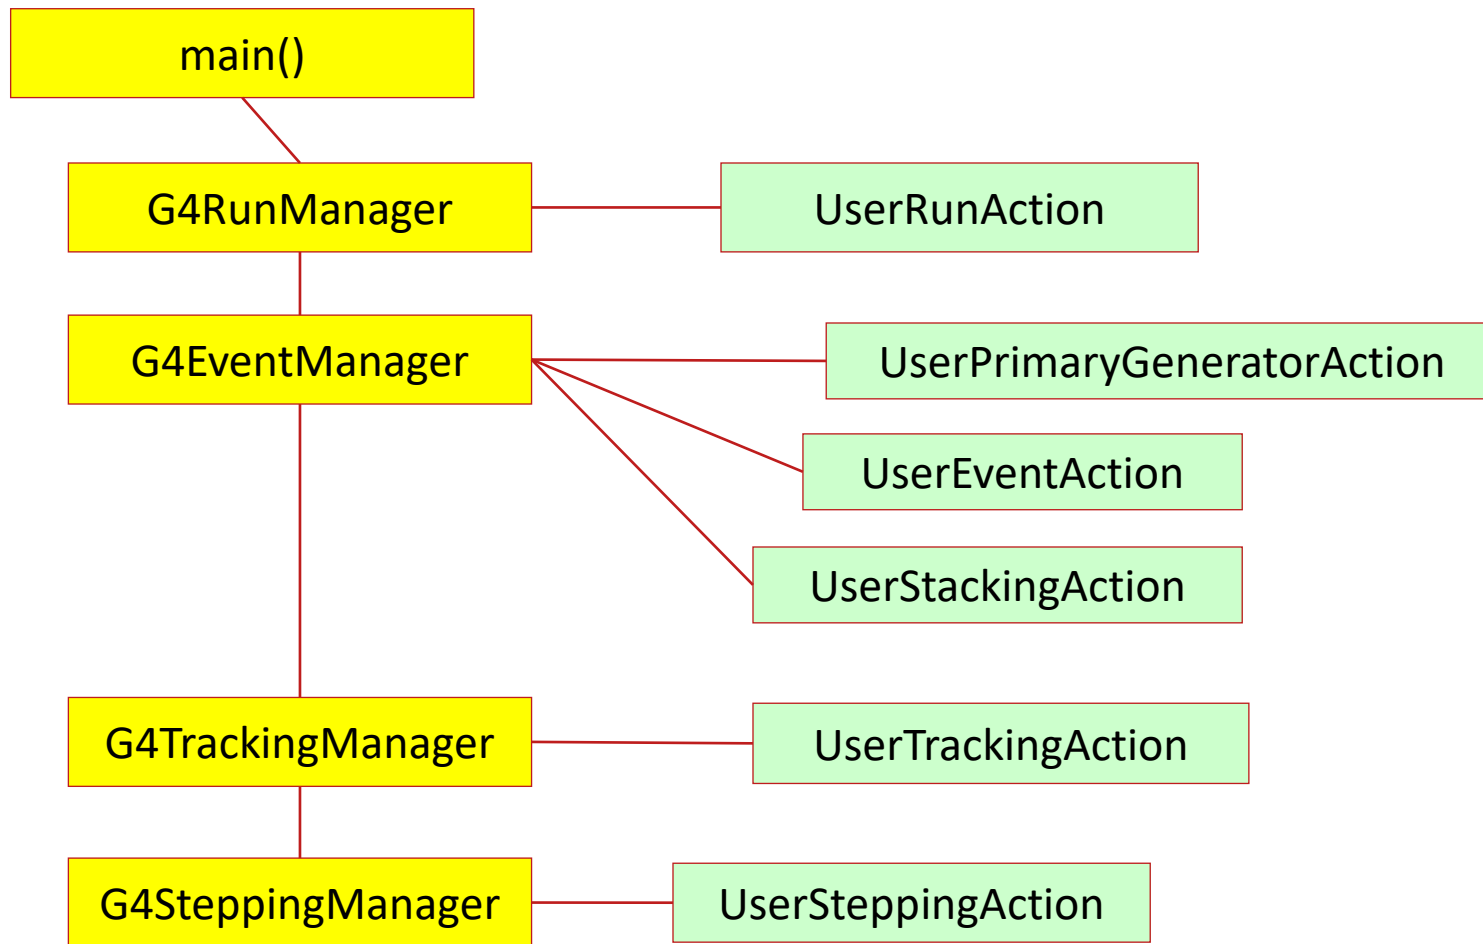 main()
G4RunManager
UserRunAction
G4EventManager
UserPrimaryGeneratorAction
UserEventAction
UserStackingAction
G4TrackingManager
UserTrackingAction
G4SteppingManager
UserSteppingAction